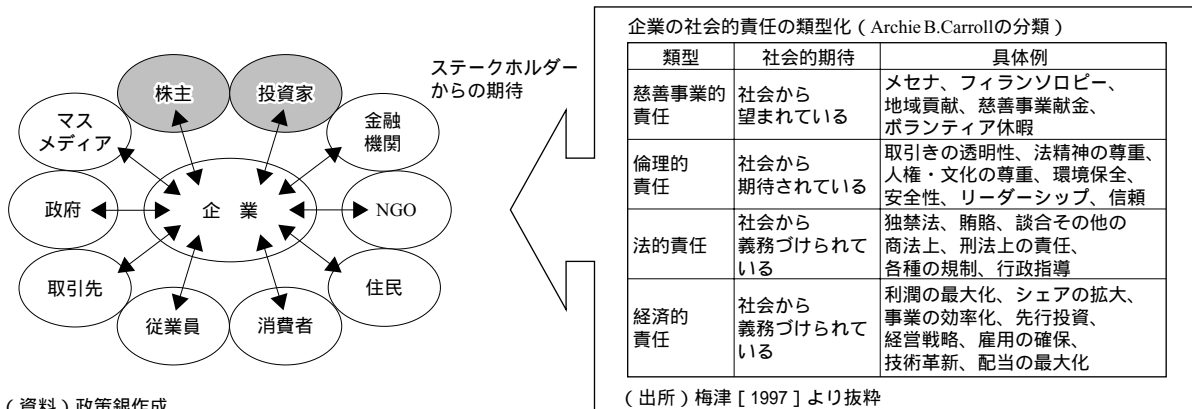 ステークホルダー
からの期待
株主
投資家
マス
メディア
金融
機関
政府
企 業
NGO
取引先
住民
従業員
消費者
(資料)政策銀作成
企業の社会的責任の類型化(Archie B.Carrollの分類)
類型 社会的期待 具体例
慈善事業的
責任
社会から
望まれている
メセナ、フィランソロピー、
地域貢献、慈善事業献金、
ボランティア休暇
倫理的
責任
社会から
期待されている
取引きの透明性、法精神の尊重、
人権・文化の尊重、環境保全、
安全性、リーダーシップ、信頼
法的責任
社会から
義務づけられて
いる
独禁法、賄賂、談合その他の
商法上、刑法上の責任、
各種の規制、行政指導
経済的
責任
社会から
義務づけられて
いる
利潤の最大化、シェアの拡大、
事業の効率化、先行投資、
経営戦略、雇用の確保、
技術革新、配当の最大化
(出所)梅津[1997]より抜粋